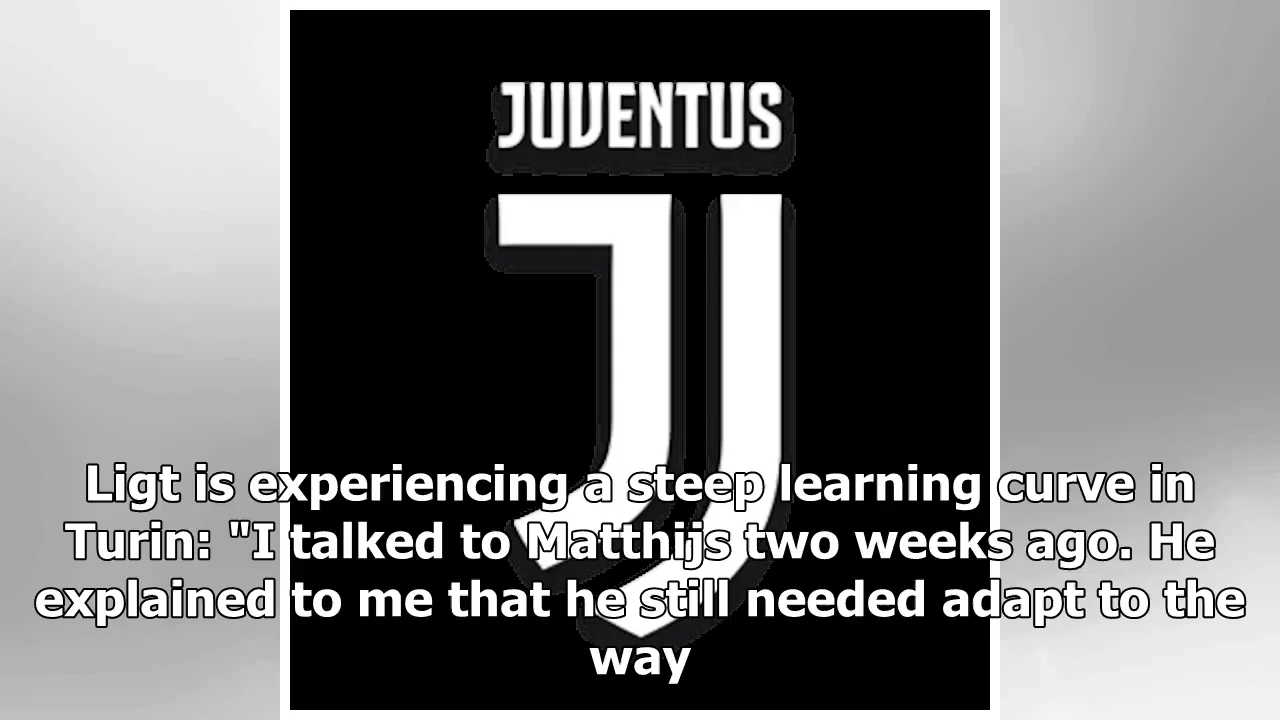 JUVENTUS
Ligt is experiencing a steep learning curve in
Turin: "I talked to Matthijs two weeks ago. He
explained to me that he still needed adapt to the
way